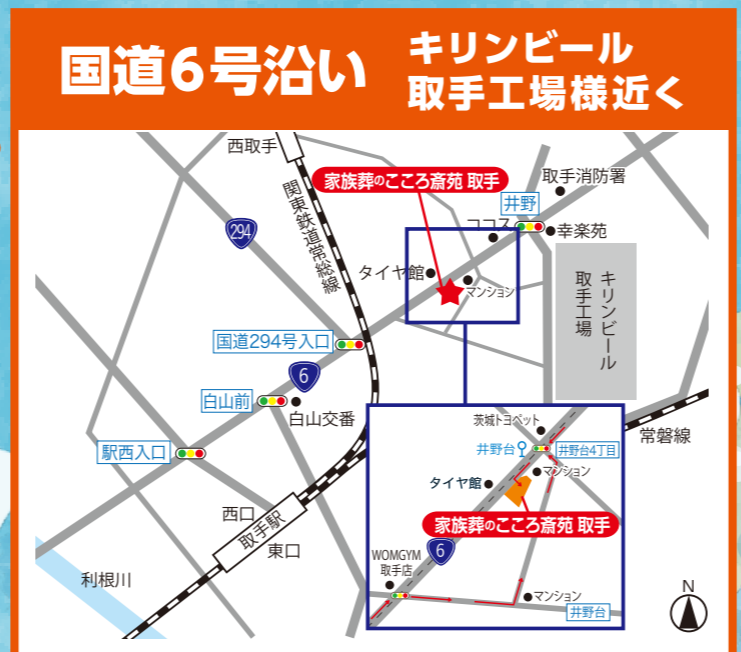 国道6号沿い
キリンビール
取手工場様近く
西取手
関東鉄道常総線
294
家族葬のこころ斎苑 取手
取手消防署
井野
ココス
幸楽苑
タイヤ館
マンション
キリンビール
取手工場
国道294号入口
6
白山前
白山交番
駅西入口
西口
取手駅
東口
利根川
常磐線
茨城トヨペット
井野台
井野台4丁目
マンション
タイヤ館
家族葬のこころ斎苑 取手
6
WOMGYM
取手店
マンション
井野台
N